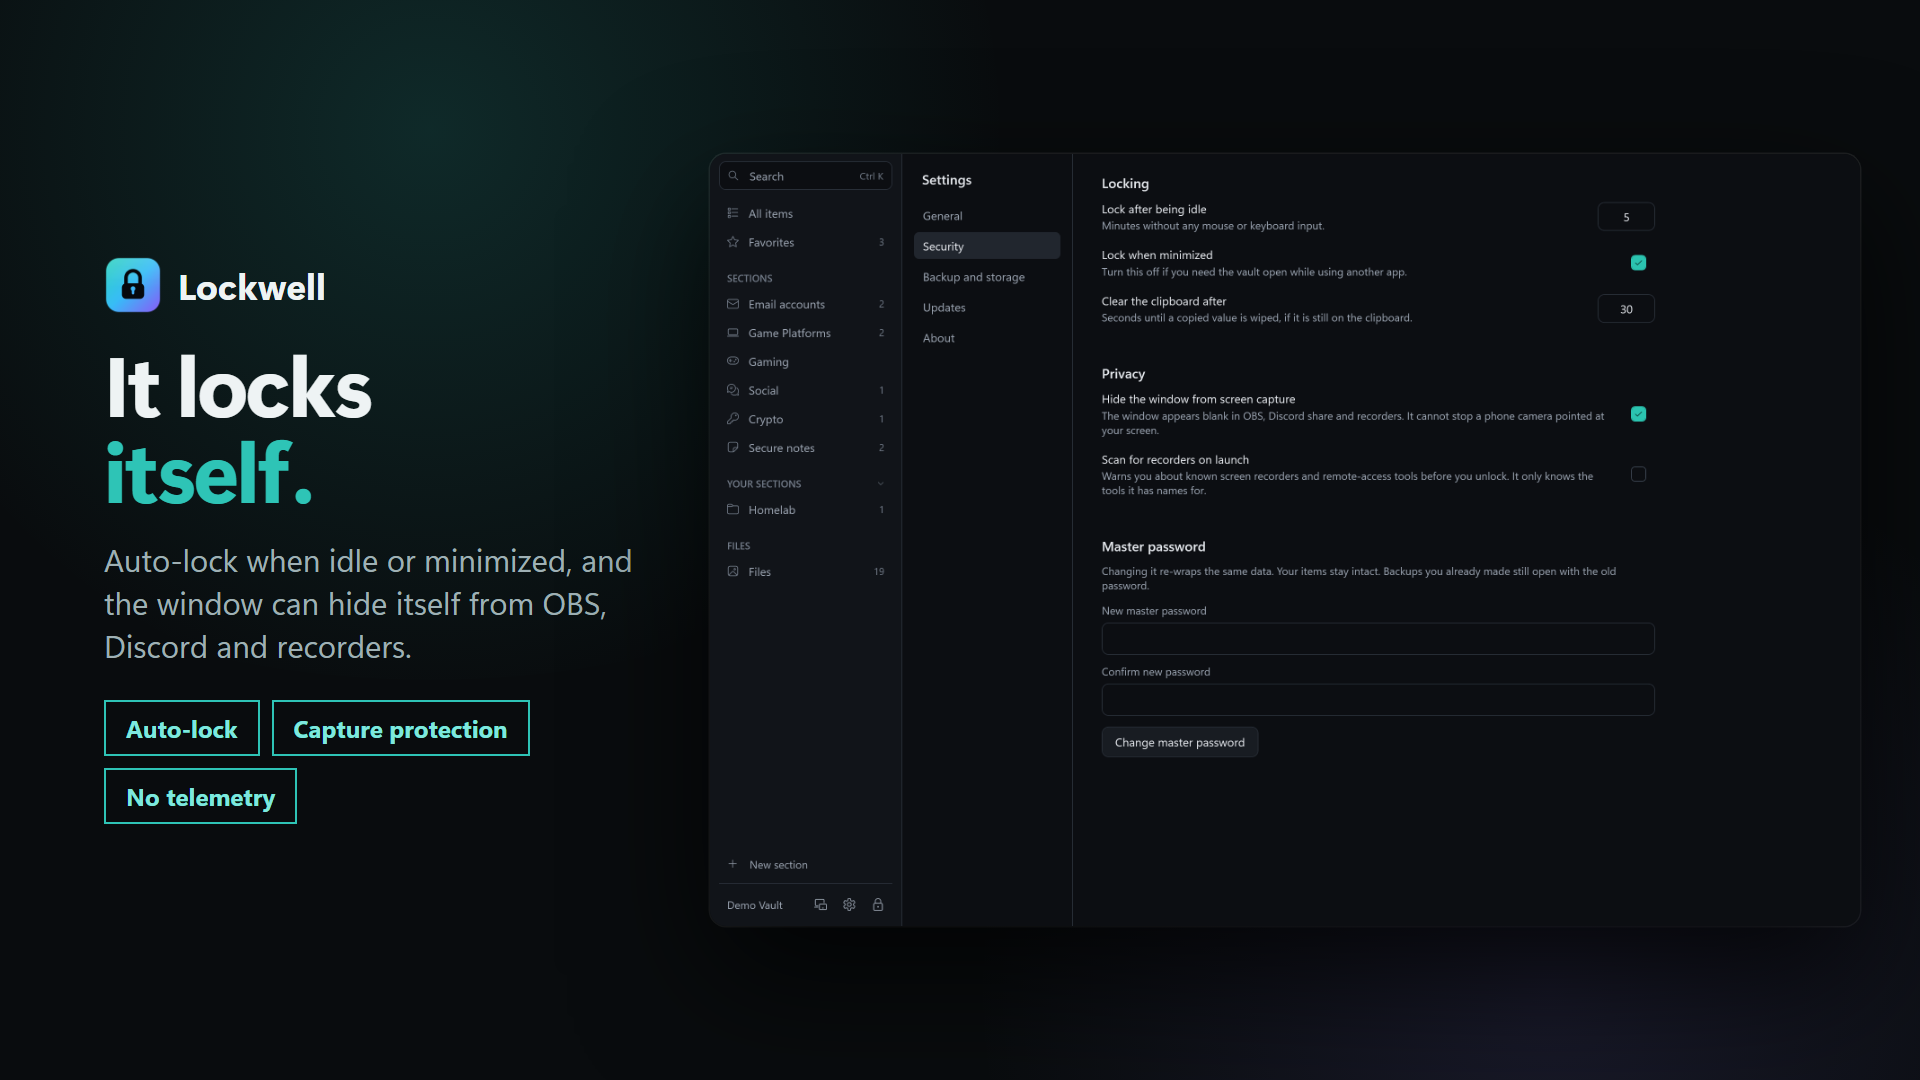 Lockwell
It locks
itself.
Auto-lock when idle or minimized, and
the window can hide itself from OBS,
Discord and recorders.
Auto-lock
Capture protection
No telemetry
Search
Ctrl K
All items
Favorites
3
SECTIONS
Email accounts
2
Game Platforms
2
Gaming
Social
1
Crypto
1
Secure notes
2
YOUR SECTIONS
Homelab
1
FILES
Files
19
New section
Demo Vault
Settings
General
Security
Backup and storage
Updates
About
Locking
Lock after being idle
Minutes without any mouse or keyboard input.
5
Lock when minimized
Turn this off if you need the vault open while using another app.
Clear the clipboard after
Seconds until a copied value is wiped, if it is still on the clipboard.
30
Privacy
Hide the window from screen capture
The window appears blank in OBS, Discord share and recorders. It cannot stop a phone camera pointed at
your screen.
Scan for recorders on launch
Warns you about known screen recorders and remote-access tools before you unlock. It only knows the
tools it has names for.
Master password
Changing it re-wraps the same data. Your items stay intact. Backups you already made still open with the old
password.
New master password
Confirm new password
Change master password